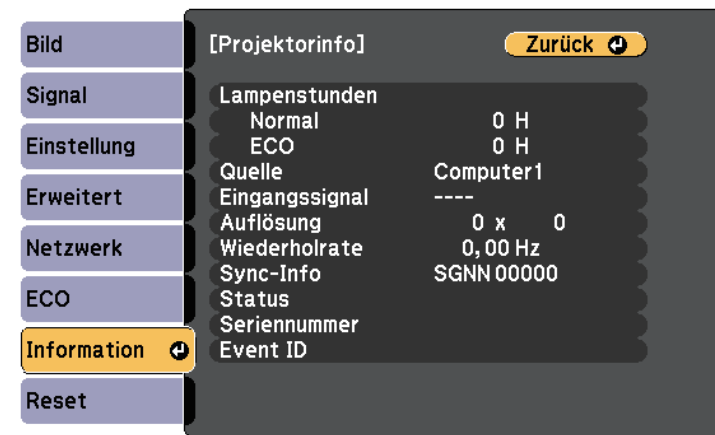 Bild
Signal
Einstellung
Erweitert
Netzwerk
ECO
Information
Reset
[Projektorinfo]
Zurück
Lampenstunden
Normal 0 H
ECO 0 H
Quelle Computer1
Eingangssignal ----
Auflösung 0 x 0
Wiederholrate 0,00 Hz
Sync-Info SGNN 00000
Status
Seriennummer
Event ID